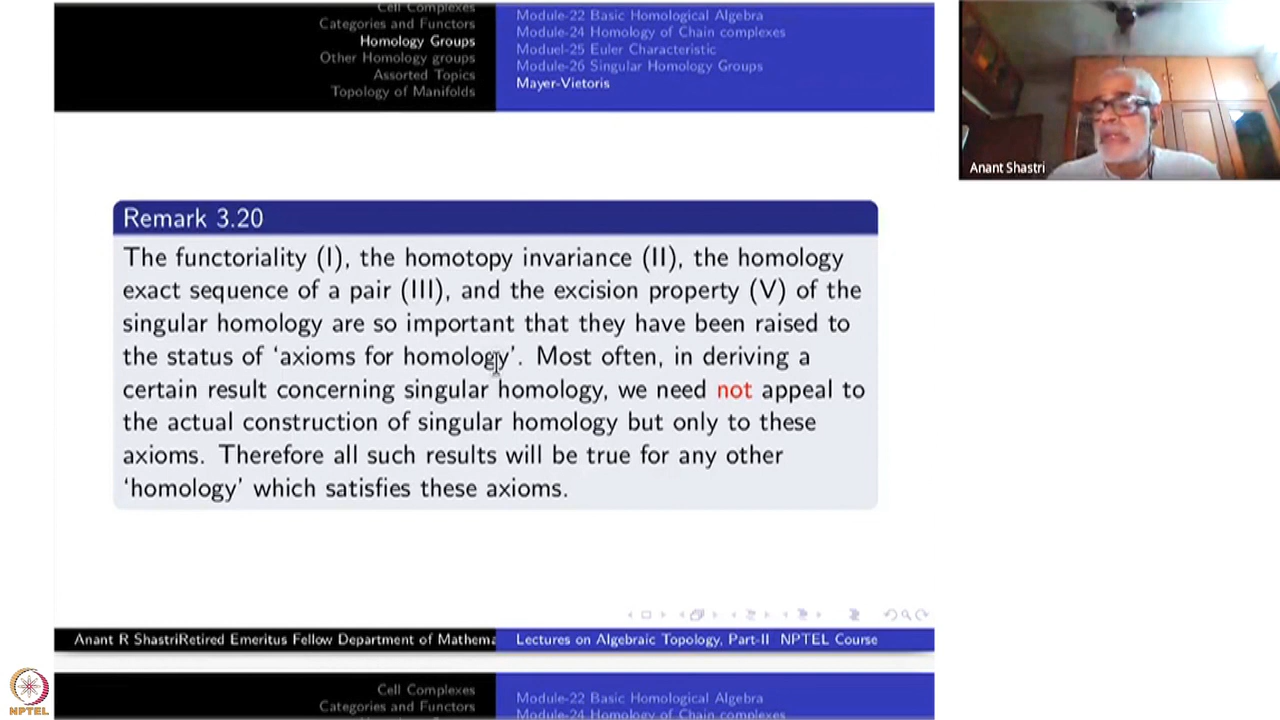 Cell Complexes
Categories and Functors
Homology Groups
Other Homology groups
Assorted Topics
Topology of Manifolds
Module-22 Basic Homological Algebra
Module-24 Homology of Chain complexes
Moduel-25 Euler Characteristic
Module-26 Singular Homology Groups
Mayer-Vietoris
Anant Shastri
Remark 3.20
The functoriality (I), the homotopy invariance (II), the homology
exact sequence of a pair (III), and the excision property (V) of the
singular homology are so important that they have been raised to
the status of ‘axioms for homology’. Most often, in deriving a
certain result concerning singular homology, we need not appeal to
the actual construction of singular homology but only to these
axioms. Therefore all such results will be true for any other
‘homology’ which satisfies these axioms.
Anant R ShastriRetired Emeritus Fellow Department of Mathema
Lectures on Algebraic Topology, Part-II NPTEL Course
Cell Complexes
Categories and Functors
Module-22 Basic Homological Algebra
Module-24 Homology of Chain complexes
NPTEL